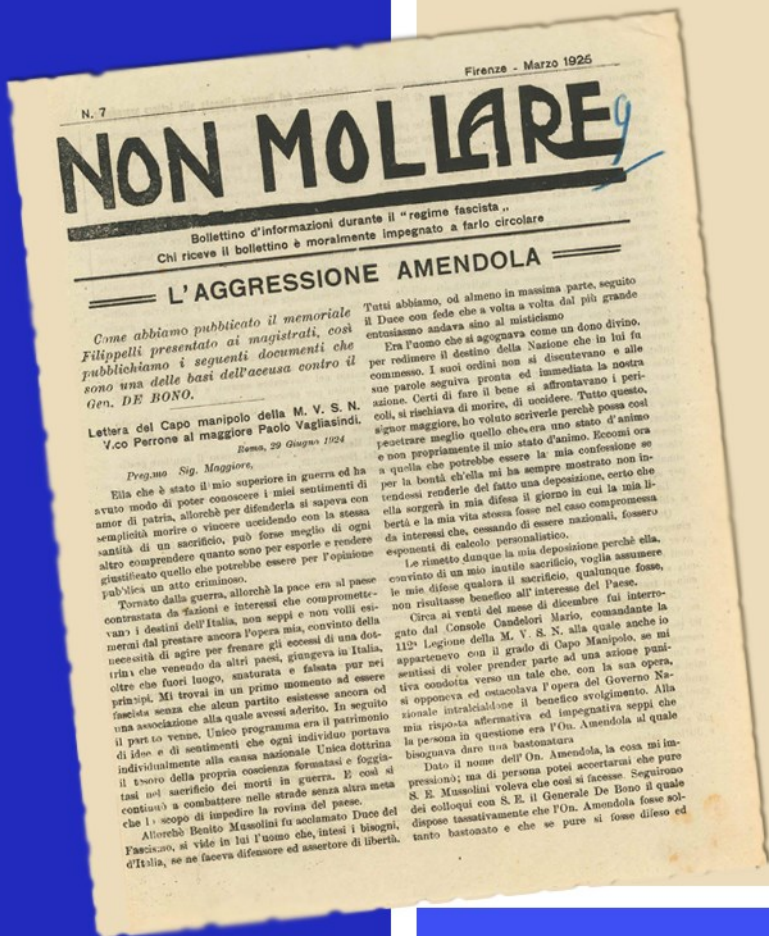 N. 7
Firenze - Marzo 1925
NON MOLLARE
9
Bollettino d'informazioni durante il "regime fascista„
Chi riceve il bollettino è moralmente impegnato a farlo circolare
L'AGGRESSIONE AMENDOLA
Come abbiamo pubblicato il memoriale
Filippelli presentato ai magistrati, così
pubblichiamo i seguenti documenti che
sono una delle basi dell'accusa contro il
Gen. DE BONO.
Lettera del Capo manipolo della M. V. S. N.
V.co Perrone al maggiore Paolo Vagliasindi.
Roma, 29 Giugno 1924
Preg.mo Sig. Maggiore,
Ella che è stato il mio superiore in guerra ed ha
avuto modo di poter conoscere i miei sentimenti di
amor di patria, allorchè per difenderla si sapeva con
semplicità morire o vincere uccidendo con la stessa
santità di un sacrificio, può forse meglio di ogni
altro comprendere quanto sono per esporle e rendere
giustificato quello che potrebbe essere per l'opinione
pubblica un atto criminoso.
Tornato dalla guerra, allorchè la pace era al paese
contrastata da fazioni e interessi che compromette-
vano i destini dell'Italia, non seppi e non volli esi-
mermi dal prestare ancora l'opera mia, convinto della
necessità di agire per frenare gli eccessi di una dot-
trina che venendo da altri paesi, giungeva in Italia,
oltre che fuori luogo, snaturata e falsata pur nei
principi. Mi trovai in un primo momento ad essere
fascista senza che alcun partito esistesse ancora od
una associazione alla quale avessi aderito. In seguito
il partito venne. Unico programma era il patrimonio
di idee e di sentimenti che ogni individuo portava
individualmente alla causa nazionale Unica dottrina
il tesoro della propria coscienza formatasi e foggia-
tasi nel sacrificio dei morti in guerra. E così si
continuò a combattere nelle strade senza altra meta
che lo scopo di impedire la rovina del paese.
Allorchè Benito Mussolini fu acclamato Duce del
Fascismo, si vide in lui l'uomo che, intesi i bisogni,
d'Italia, se ne faceva difensore ed assertore di libertà.
Tutti abbiamo, od almeno in massima parte, seguito
il Duce con fede che a volta a volta dal più grande
entusiasmo andava sino al misticismo
Era l'uomo che si agognava come un dono divino,
per redimere il destino della Nazione che in lui fu
commesso. I suoi ordini non si discutevano e alle
sue parole seguiva pronta ed immediata la nostra
azione. Certi di fare il bene si affrontavano i peri-
coli, si rischiava di morire, di uccidere. Tutto questo,
signor maggiore, ho voluto scriverle perchè possa così
penetrare meglio quello che era uno stato d'animo
e non propriamente il mio stato d'animo. Eccomi ora
a quella che potrebbe essere la mia confessione se
per la bontà ch'ella mi ha sempre mostrato non in-
tendessi renderle del fatto una deposizione, certo che
ella sorgerà in mia difesa il giorno in cui la mia li-
bertà e la mia vita stessa fosse nel caso compromessa
da interessi che, cessando di essere nazionali, fossero
esponenti di calcolo personalistico.
Le rimetto dunque la mia deposizione perchè ella,
convinto di un mio inutile sacrificio, voglia assumere
le mie difese qualora il sacrificio, qualunque fosse,
non risultasse benefico all'interesse del Paese.
Circa ai venti del mese di dicembre fui interro-
gato dal Console Candelori Mario, comandante la
112ª Legione della M. V. S. N. alla quale anche io
appartenevo con il grado di Capo Manipolo, se mi
sentissi di voler prender parte ad una azione puni-
tiva condotta verso un tale che, con la sua opera,
si opponeva ed ostacolava l'opera del Governo Na-
zionale intralciandone il benefico svolgimento. Alla
mia risposta affermativa ed impegnativa seppi che
la persona in questione era l'On. Amendola al quale
bisognava dare una bastonatura
Dato il nome dell'On. Amendola, la cosa mi im-
pressionò; ma di persona potei accertarmi che pure
S. E. Mussolini voleva che così si facesse. Seguirono
dei colloqui con S. E. il Generale De Bono il quale
dispose tassativamente che l'On. Amendola fosse sol-
tanto bastonato e che se pure si fosse difeso ed